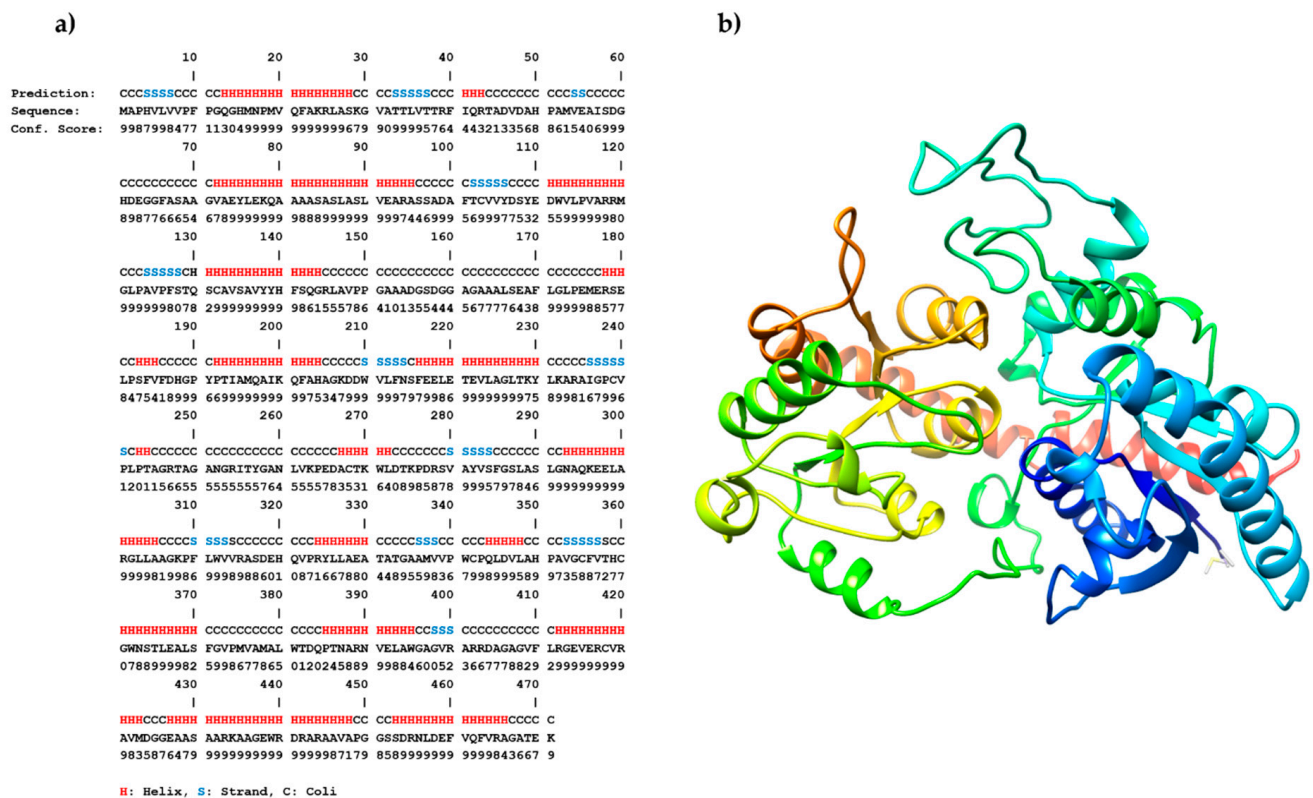 a)
b)
10 20 30 40 50 60
| | | | | |
Prediction: CCCSSSSCCC CCHHHHHHHH HHHHHHHHCC CCSSSSSCCC HHHCCCCCCC CCCSSCCCCC
Sequence: MAPHVLVVPF PGQGHMNPMV QFAKRLASKG VATTLVTTRF IQRTADVDAH PAMVEAISDG
Conf. Score: 9987998477 1130499999 9999999679 9099995764 4432133568 8615406999
70 80 90 100 110 120
| | | | | |
CCCCCCCCCC CHHHHHHHHH HHHHHHHHHH HHHHHCCCCC CSSSSSCCCC HHHHHHHHHH
HDEGGFASAA GVAEYLEKQA AAASASLASL VEARASSADA FTCVVYDSYE DWVLPVARRM
8987766654 6789999999 9888999999 9997446999 5699977532 5599999980
130 140 150 160 170 180
| | | | | |
CCCSSSSSCH HHHHHHHHHH HHHHCCCCCC CCCCCCCCCC CCCCCCCCCC CCCCCCCHHH
GLPAVPFSTQ SCAVSAVYYH FSQGRLAVPP GAAADGSDGG AGAAALSEAF LGLPEMERSE
9999998078 2999999999 9861555786 4101355444 5677776438 9999988577
190 200 210 220 230 240
| | | | | |
CCHHHCCCCC CHHHHHHHHH HHHHCCCCCS SSSSCHHHHH HHHHHHHHHH CCCCCSSSSS
LPSFVFDHGP YPTIAMQAIK QFAHAGKDDW VLFNSFEELE TEVLAGLTKY LKARAIGPCV
8475418999 6699999999 9975347999 9997979986 9999999975 8998167996
250 260 270 280 290 300
| | | | | |
SCHHCCCCCC CCCCCCCCCC CCCCCCHHHH HHCCCCCCCS SSSSCCCCCC CCHHHHHHHH
PLPTAGRTAG ANGRITYGAN LVKPEDACTK WLDTKPDRSV AYVSFGSLAS LGNAQKEELA
1201156655 5555555764 5555784331 6408985878 9995997846 9999999999
310 320 330 340 350 360
| | | | | |
HHHHHCCCCS SSSSCCCCCC CCCHHHHHHH CCCCCSSSCC CCCHHHHHCC CCSSSSSCCC
RGLLAAGKPF LWVVRASDEH QVPRYLLAEA TATGAAMVVP WCPQLDVLAH PAVGCFVTHC
9999819986 9998988601 0871667880 4489559836 7998999589 9735887277
370 380 390 400 410 420
| | | | | |
HHHHHHHHHH CCCCCCCCCC CCCCHHHHHH HHHHHCCSSS CCCCCCCCCC CHHHHHHHHH
GWNSTLEALS FGVPMVAMAL WTDQPTNARN VELAWGAGVR ARRDAGAGVF LRGEVERCVR
0788999982 5998677865 0120245889 9988460052 3667778829 2999999999
430 440 450 460 470
| | | | |
HHHCCCHHHH HHHHHHHHHH HHHHHHHHCC CCHHHHHHHH HHHHHHCCCC C
AVMDGGEAAS AARKAAGEWR DRARAAVAPG GSSDRNLDEF VQFVRAGATE K
9835876479 9999999999 9999987179 8589999999 9999843667 9
H: Helix, S: Strand, C: Coli